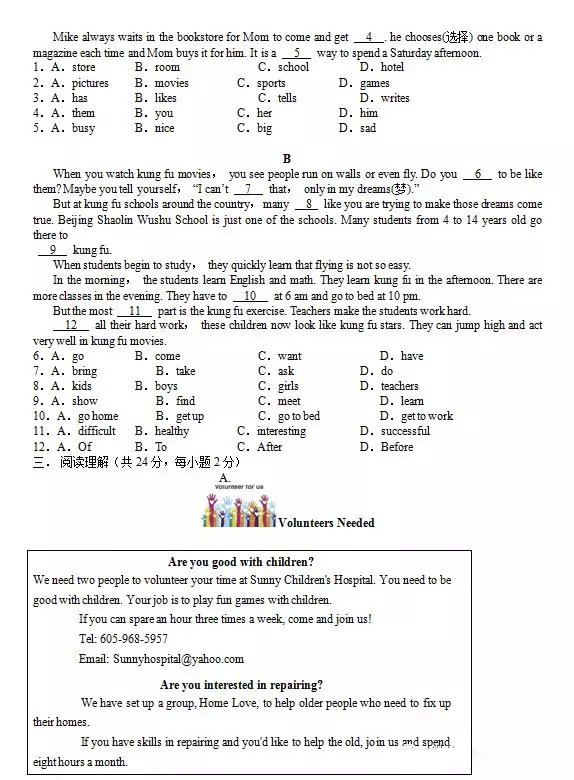 Mike always waits in the bookstore for Mom to come and get 4 . he chooses(选择) one book or a
magazine each time and Mom buys it for him. It is a 5 way to spend a Saturday afternoon.
1．A．store B．room C．school D．hotel
2．A．pictures B．movies C．sports D．games
3．A．has B．likes C．tells D．writes
4．A．them B．you C．her D．him
5．A．busy B．nice C．big D．sad
B
When you watch kung fu movies， you see people run on walls or even fly. Do you 6 to be like
them? Maybe you tell yourself， “I can’t 7 that， only in my dreams(梦).”
But at kung fu schools around the country，many 8 like you are trying to make those dreams come
true. Beijing Shaolin Wushu School is just one of the schools. Many students from 4 to 14 years old go
there to
9 kung fu.
When students begin to study， they quickly learn that flying is not so easy.
In the morning， the students learn English and math. They learn kung fu in the afternoon. There are
more classes in the evening. They have to 10 at 6 am and go to bed at 10 pm.
But the most 11 part is the kung fu exercise. Teachers make the students work hard.
12 all their hard work， these children now look like kung fu stars. They can jump high and act
very well in kung fu movies.
6．A．go B．come C．want D．have
7．A．bring B．take C．ask D．do
8．A．kids B．boys C．girls D．teachers
9．A．show B．find C．meet D．learn
10．A．go home B．get up C．go to bed D．get to work
11．A．difficult B．healthy C．interesting D．successful
12．A．Of B．To C．After D．Before
三． 阅读理解（共 24 分，每小题 2 分）
A.
volunteer for us
Volunteers Needed
Are you good with children?
We need two people to volunteer your time at Sunny Children's Hospital. You need to be
good with children. Your job is to play fun games with children.
If you can spare an hour three times a week, come and join us!
Tel: 605-968-5957
Email: Sunnyhospital@yahoo.com
Are you interested in repairing?
We have set up a group, Home Love, to help older people who need to fix up
their homes.
If you have skills in repairing and you'd like to help the old, join us and spend
eight hours a month.